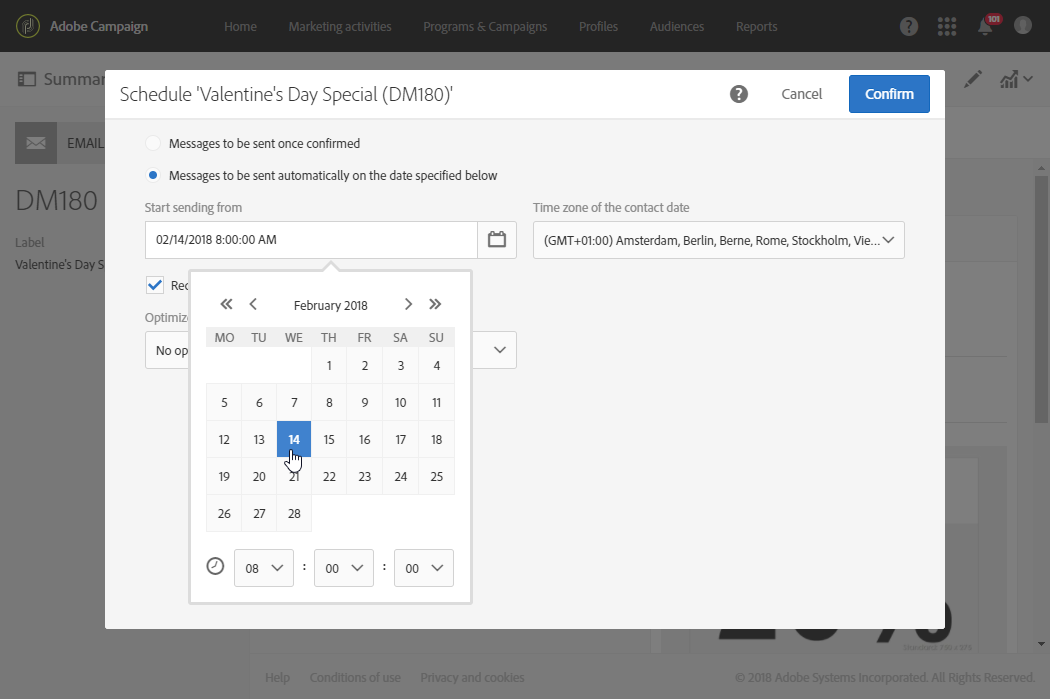 Adobe Campaign Home Marketing activities Programs & Campaigns Profiles Audiences Reports ? 101
Summar
Schedule 'Valentine's Day Special (DM180)' ? Cancel Confirm
EMAIL
Messages to be sent once confirmed
Messages to be sent automatically on the date specified below
DM180
Label
Valentine's Day S
Start sending from Time zone of the contact date
02/14/2018 8:00:00 AM (GMT+01:00) Amsterdam, Berlin, Berne, Rome, Stockholm, Vie...
Rec
Optimiz
No op
February 2018
MO TU WE TH FR SA SU
1 2 3 4
5 6 7 8 9 10 11
12 13 14 15 16 17 18
19 20 21 22 23 24 25
26 27 28
08 : 00 : 00
Help Conditions of use Privacy and cookies © 2018 Adobe Systems Incorporated. All Rights Reserved.